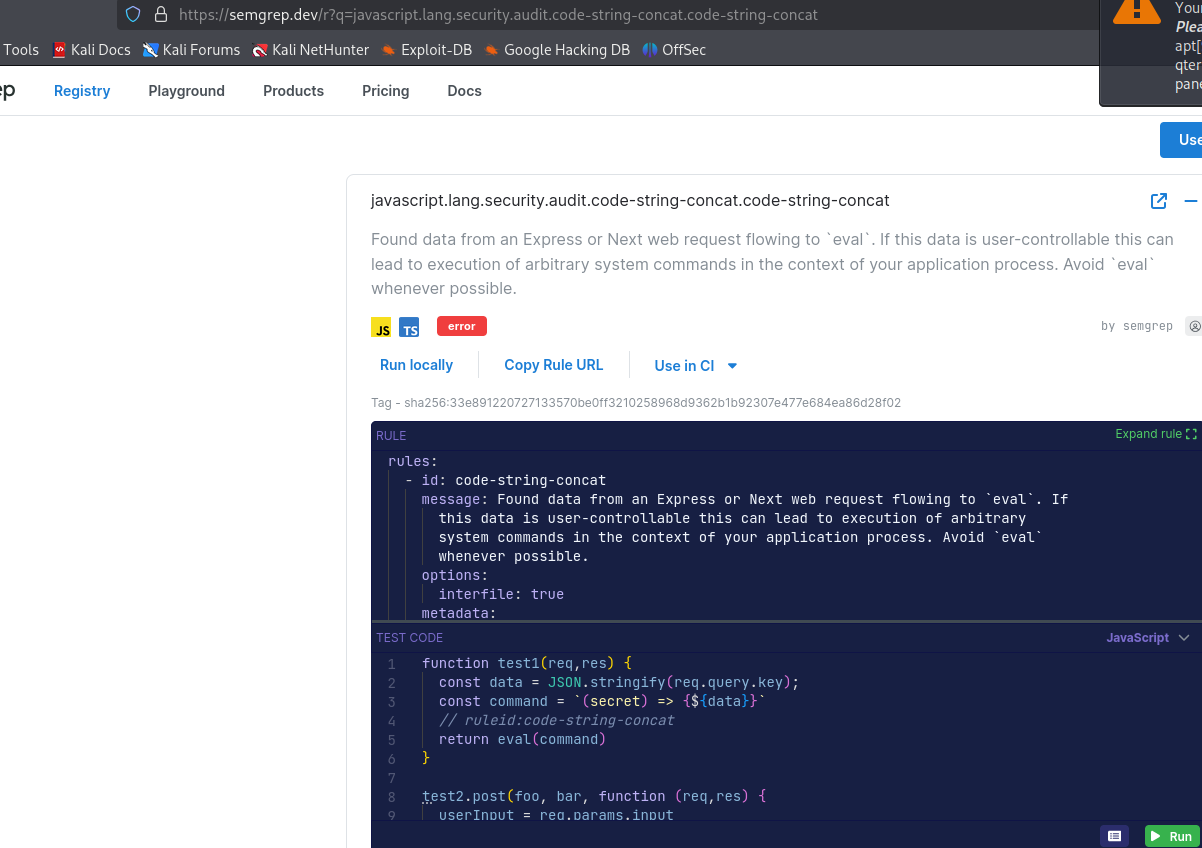 https://semgrep.dev/r?q=javascript.lang.security.audit.code-string-concat.code-string-concat
Your
Plea
apt[
qter
pane
Tools Kali Docs Kali Forums Kali NetHunter Exploit-DB Google Hacking DB OffSec
ep Registry Playground Products Pricing Docs
Use
javascript.lang.security.audit.code-string-concat.code-string-concat
Found data from an Express or Next web request flowing to `eval`. If this data is user-controllable this can
lead to execution of arbitrary system commands in the context of your application process. Avoid `eval`
whenever possible.
JS TS error
by semgrep
Run locally Copy Rule URL Use in CI
Tag - sha256:33e891220727133570be0ff3210258968d9362b1b92307e477e684ea86d28f02
RULE Expand rule
rules:
- id: code-string-concat
message: Found data from an Express or Next web request flowing to `eval`. If
this data is user-controllable this can lead to execution of arbitrary
system commands in the context of your application process. Avoid `eval`
whenever possible.
options:
interfile: true
metadata:
TEST CODE JavaScript
1 function test1(req,res) {
2 const data = JSON.stringify(req.query.key);
3 const command = `(secret) => {${data}}`
4 // ruleid:code-string-concat
5 return eval(command)
6 }
7
8 test2.post(foo, bar, function (req,res) {
9 userInput = req.params.input
Run